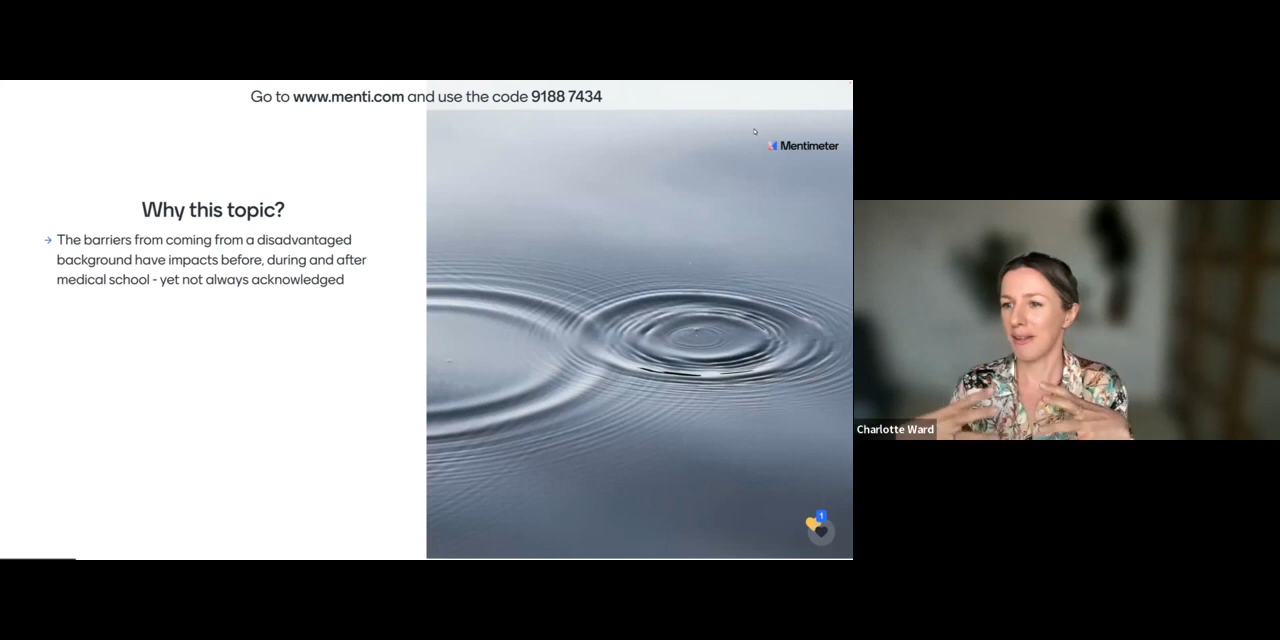 Go to www.menti.com and use the code 9188 7434
Mentimeter
Why this topic?
→ The barriers from coming from a disadvantaged
background have impacts before, during and after
medical school - yet not always acknowledged
1
Charlotte Ward